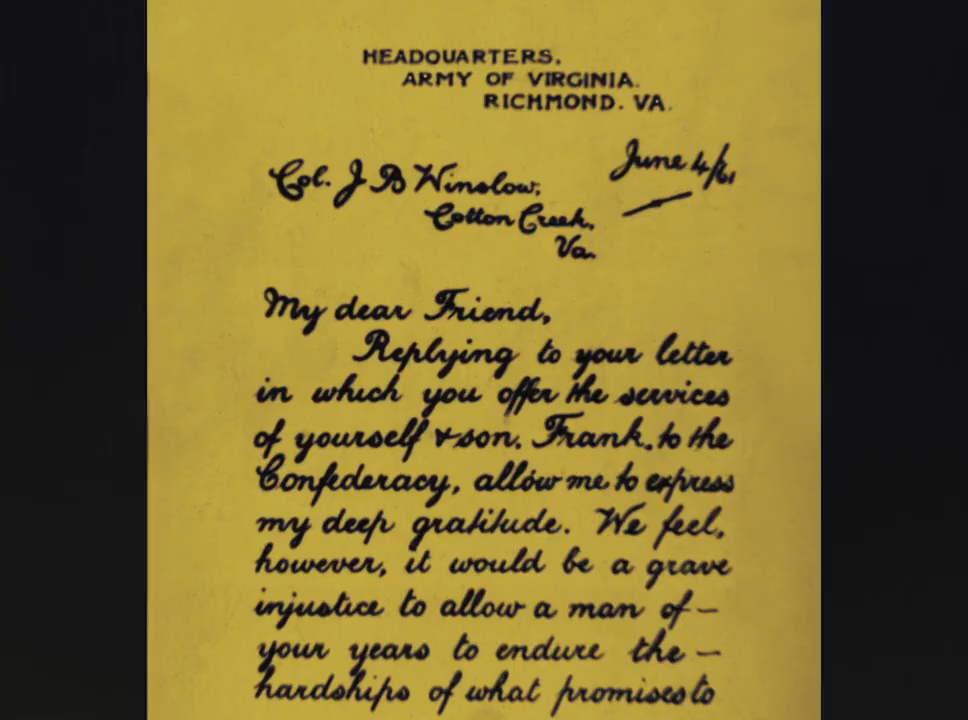 HEADQUARTERS,
ARMY OF VIRGINIA.
RICHMOND. VA.
June 4/61
Col. J B Winslow,
Cotton Creek,
Va.
My dear Friend,
Replying to your letter
in which you offer the services
of yourself & son. Frank. to the
Confederacy, allow me to express
my deep gratitude. We feel,
however, it would be a grave
injustice to allow a man of —
your years to endure the —
hardships of what promises to